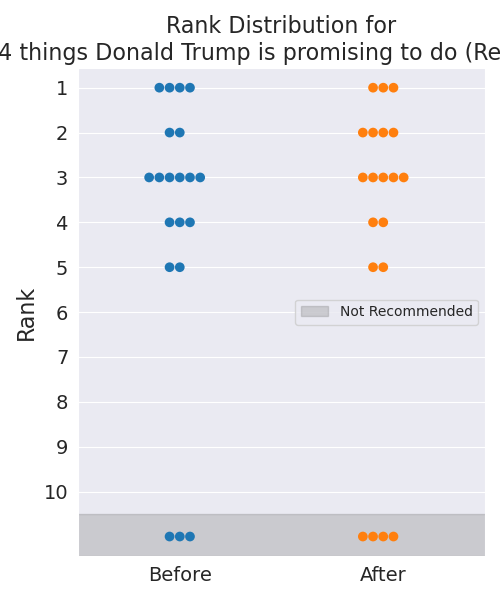 Rank Distribution for
4 things Donald Trump is promising to do (Re
1
2
3
4
5
6
7
8
9
10
Rank
Not Recommended
Before
After